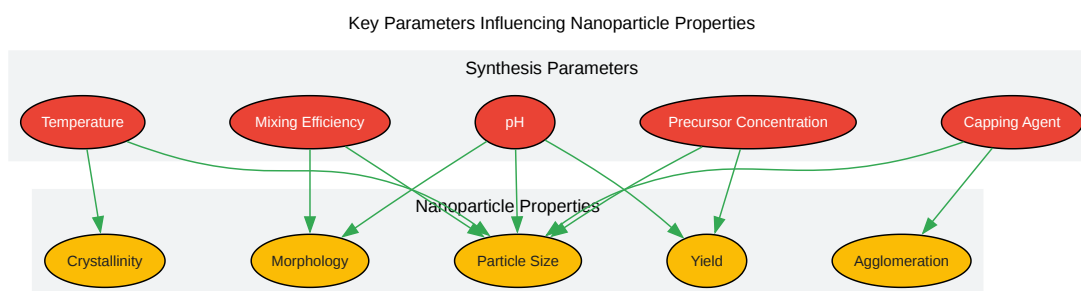 Key Parameters Influencing Nanoparticle Properties
Synthesis Parameters
Temperature
Mixing Efficiency
pH
Precursor Concentration
Capping Agent
Nanoparticle Properties
Crystallinity
Morphology
Particle Size
Yield
Agglomeration